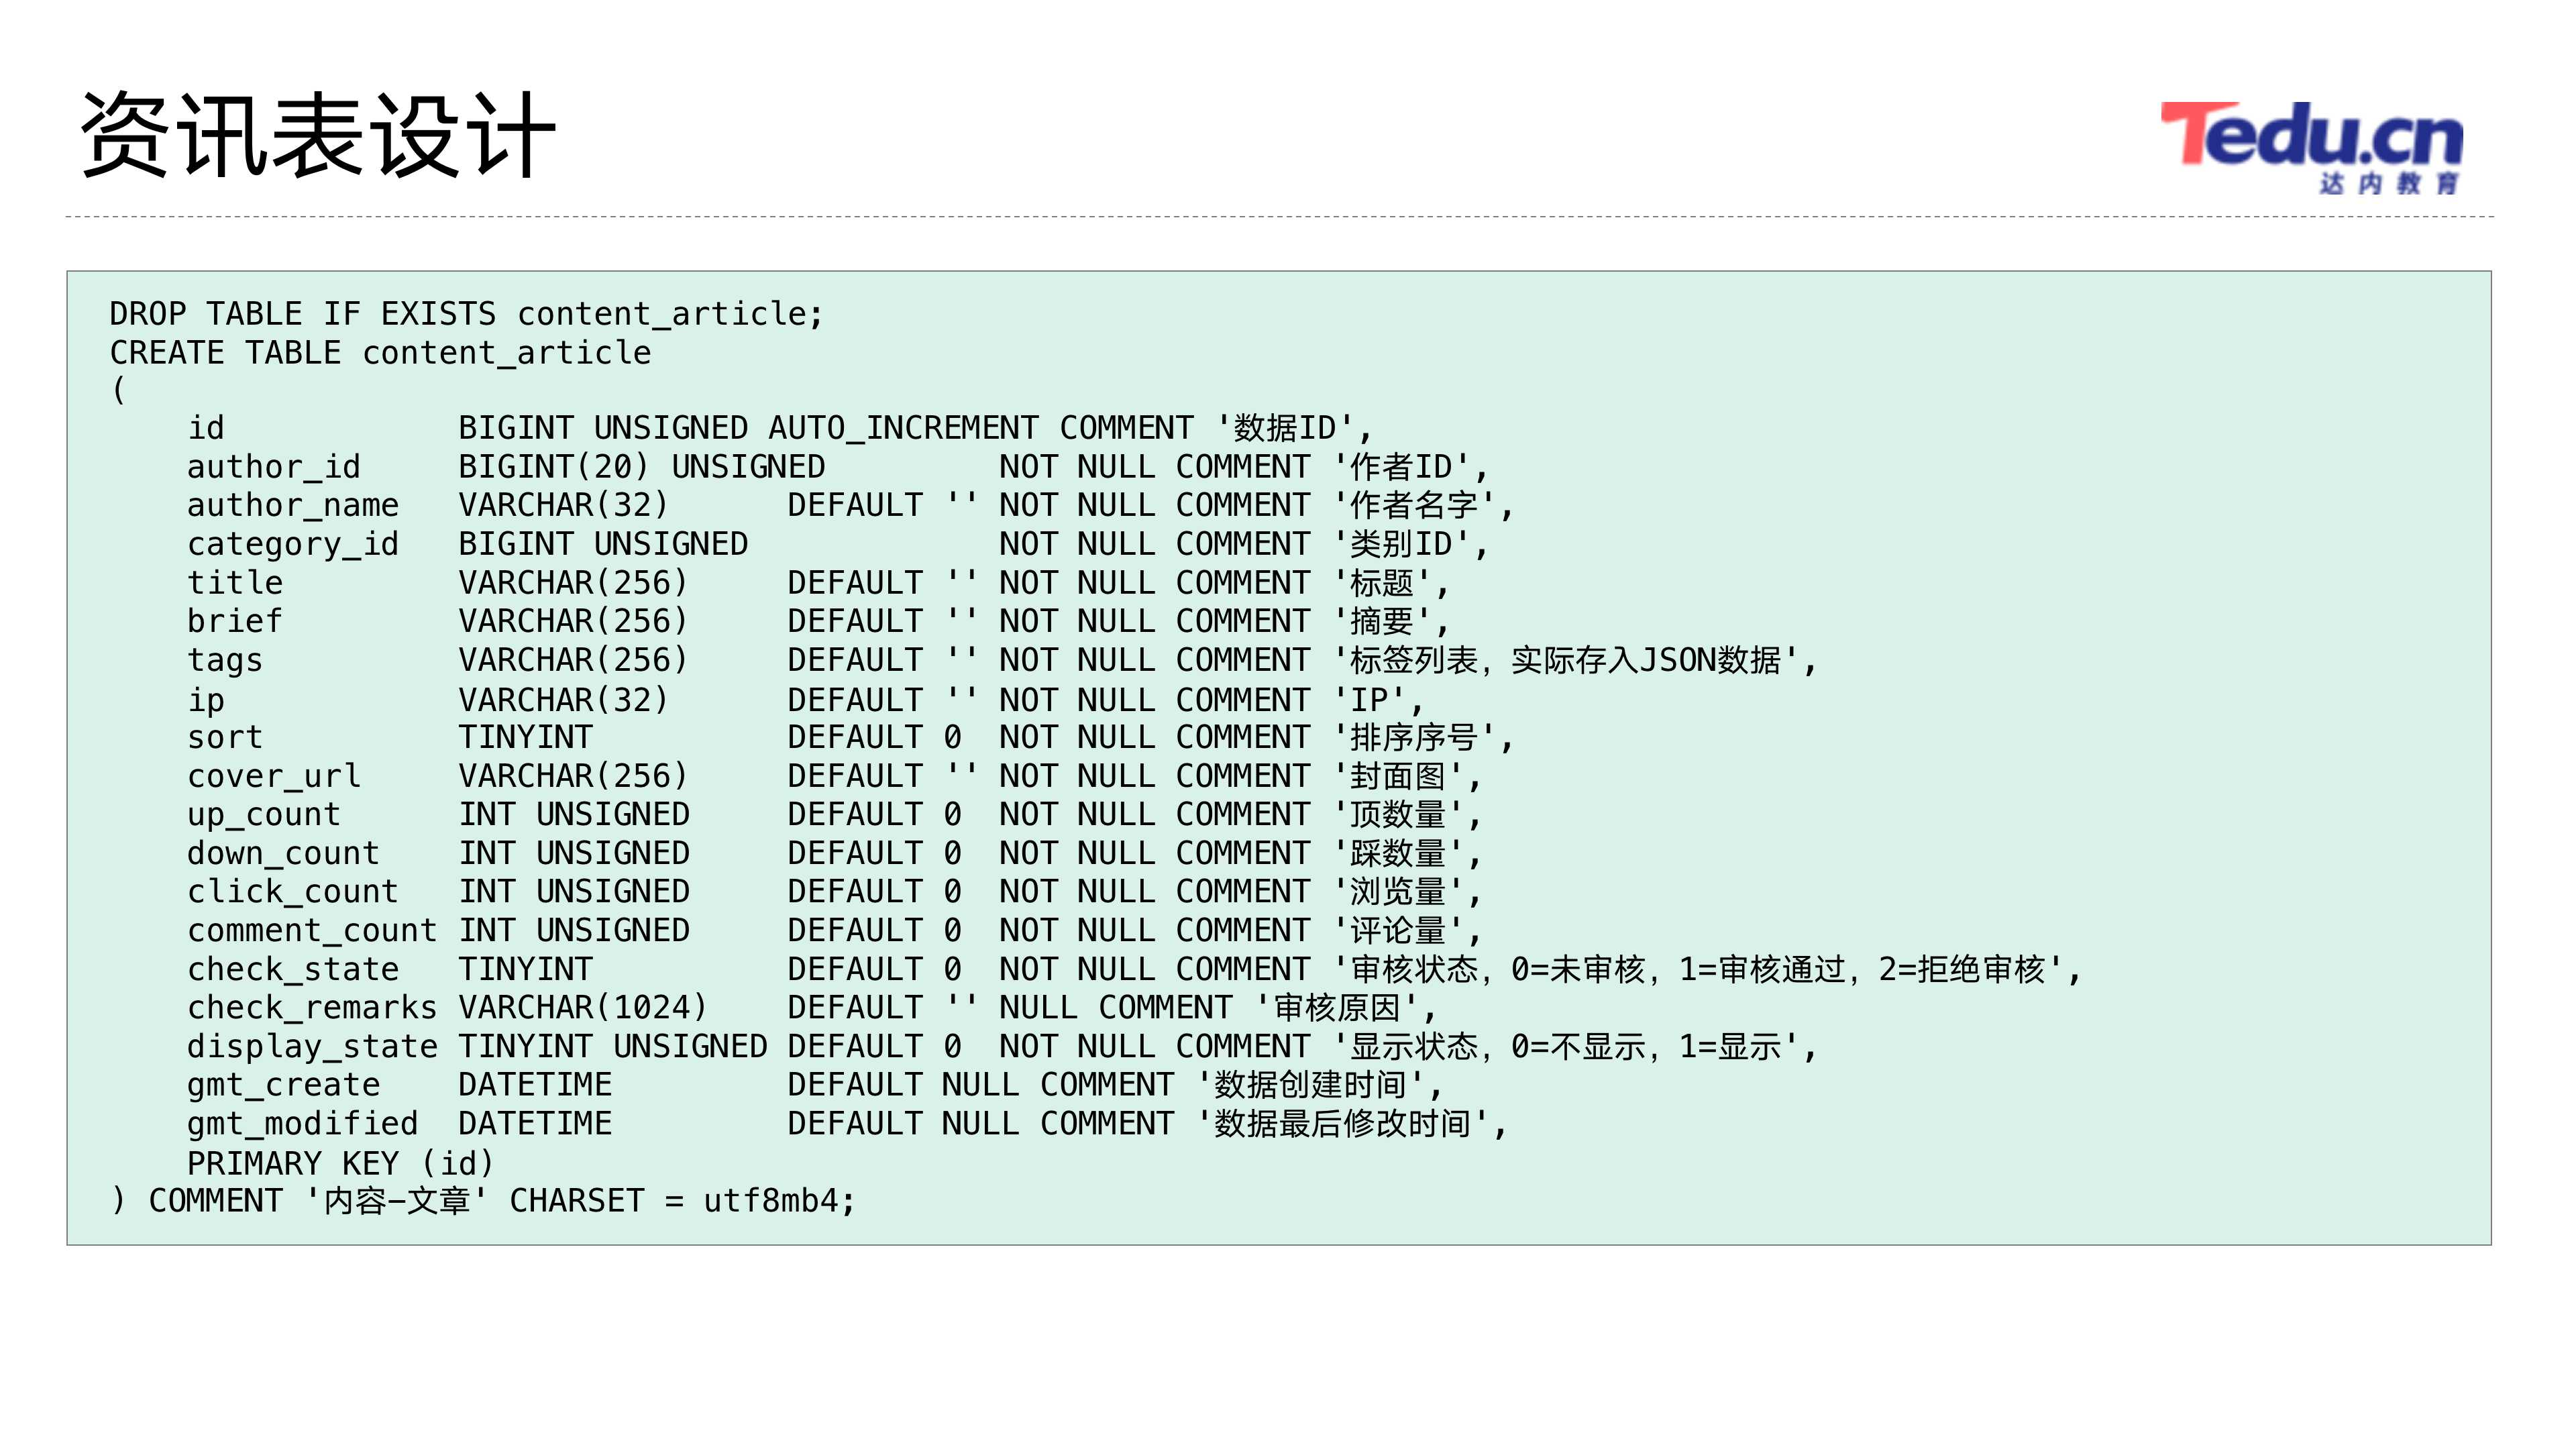 资讯表设计
Tedu.cn
达内教育
DROP TABLE IF EXISTS content_article;
CREATE TABLE content_article
(
    id            BIGINT UNSIGNED AUTO_INCREMENT COMMENT '数据ID',
    author_id     BIGINT(20) UNSIGNED         NOT NULL COMMENT '作者ID',
    author_name   VARCHAR(32)      DEFAULT '' NOT NULL COMMENT '作者名字',
    category_id   BIGINT UNSIGNED             NOT NULL COMMENT '类别ID',
    title         VARCHAR(256)     DEFAULT '' NOT NULL COMMENT '标题',
    brief         VARCHAR(256)     DEFAULT '' NOT NULL COMMENT '摘要',
    tags          VARCHAR(256)     DEFAULT '' NOT NULL COMMENT '标签列表，实际存入JSON数据',
    ip            VARCHAR(32)      DEFAULT '' NOT NULL COMMENT 'IP',
    sort          TINYINT          DEFAULT 0  NOT NULL COMMENT '排序序号',
    cover_url     VARCHAR(256)     DEFAULT '' NOT NULL COMMENT '封面图',
    up_count      INT UNSIGNED     DEFAULT 0  NOT NULL COMMENT '顶数量',
    down_count    INT UNSIGNED     DEFAULT 0  NOT NULL COMMENT '踩数量',
    click_count   INT UNSIGNED     DEFAULT 0  NOT NULL COMMENT '浏览量',
    comment_count INT UNSIGNED     DEFAULT 0  NOT NULL COMMENT '评论量',
    check_state   TINYINT          DEFAULT 0  NOT NULL COMMENT '审核状态，0=未审核，1=审核通过，2=拒绝审核',
    check_remarks VARCHAR(1024)    DEFAULT '' NULL COMMENT '审核原因',
    display_state TINYINT UNSIGNED DEFAULT 0  NOT NULL COMMENT '显示状态，0=不显示，1=显示',
    gmt_create    DATETIME         DEFAULT NULL COMMENT '数据创建时间',
    gmt_modified  DATETIME         DEFAULT NULL COMMENT '数据最后修改时间',
    PRIMARY KEY (id)
) COMMENT '内容-文章' CHARSET = utf8mb4;